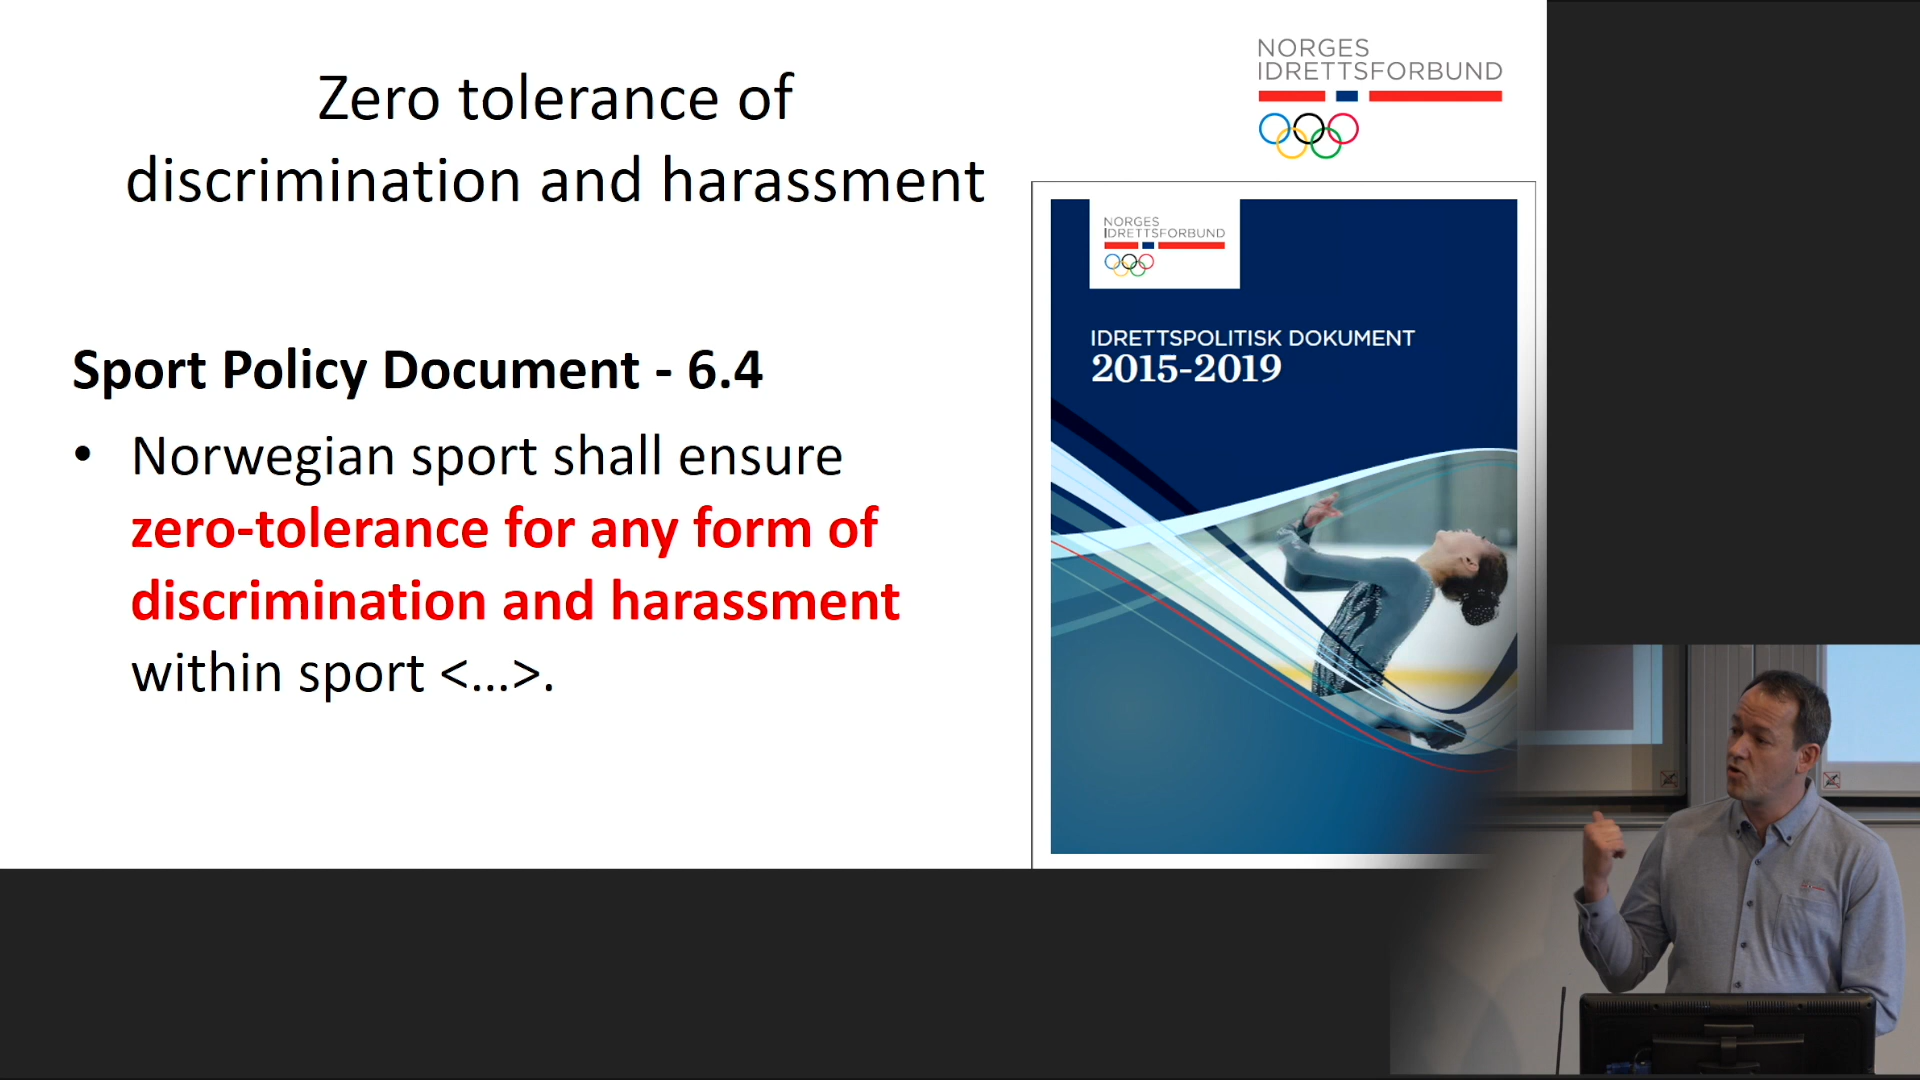 Zero tolerance of
discrimination and harassment
NORGES
IDRETTSFORBUND
Sport Policy Document - 6.4
• Norwegian sport shall ensure
zero-tolerance for any form of
discrimination and harassment
within sport <...>.
NORGES
IDRETTSFORBUND
IDRETTSPOLITISK DOKUMENT
2015-2019